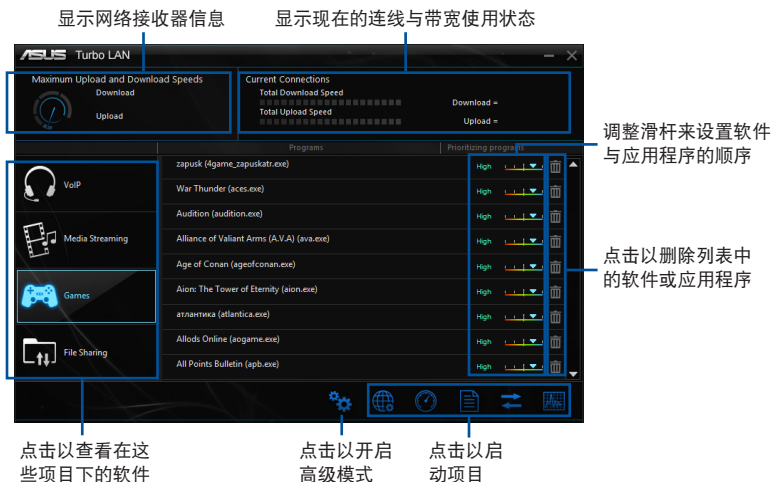 显示网络接收器信息
显示现在的连线与带宽使用状态
ASUS Turbo LAN
Maximum Upload and Download Speeds
Download
Upload
Current Connections
Total Download Speed
Download =
Total Upload Speed
Upload =
Programs
Prioritizing programs
调整滑杆来设置软件
与应用程序的顺序
VoIP
Media Streaming
Games
File Sharing
zapusk (4game_zapuskatr.exe)
High
War Thunder (aces.exe)
High
Audition (audition.exe)
High
Alliance of Valiant Arms (A.V.A) (ava.exe)
High
Age of Conan (ageofconan.exe)
High
Aion: The Tower of Eternity (aion.exe)
High
атлантика (atlantica.exe)
High
Allods Online (aogame.exe)
High
All Points Bulletin (apb.exe)
High
点击以删除列表中
的软件或应用程序
点击以查看在这
些项目下的软件
点击以开启
高级模式
点击以启
动项目